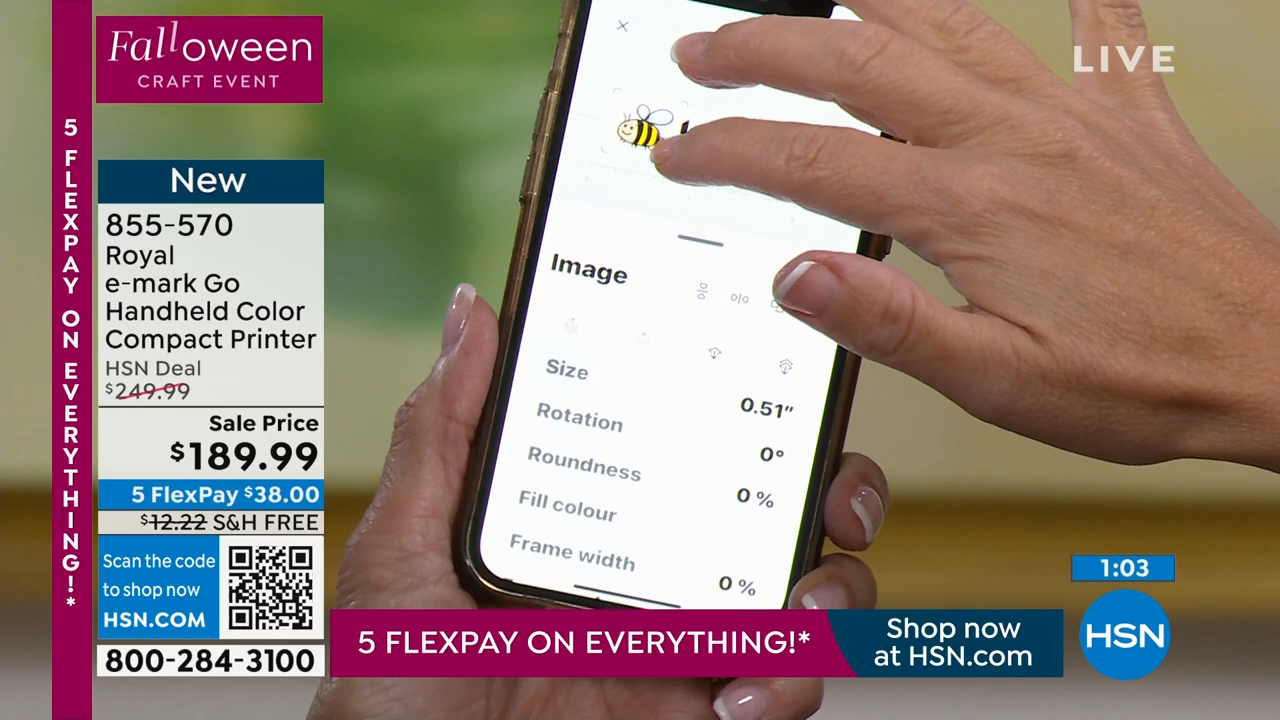 Falloween
CRAFT EVENT
LIVE
5 FLEXPAY ON EVERYTHING!*
New
855-570
Royal
e-mark Go
Handheld Color
Compact Printer
HSN Deal
$249.99
Sale Price
$189.99
5 FlexPay $38.00
$12.22 S&H FREE
Scan the code
to shop now
HSN.COM
800-284-3100
Image
Size
0.51"
Rotation
0°
Roundness
0 %
Fill colour
Frame width
0 %
5 FLEXPAY ON EVERYTHING!*
Shop now
at HSN.com
1:03
HSN